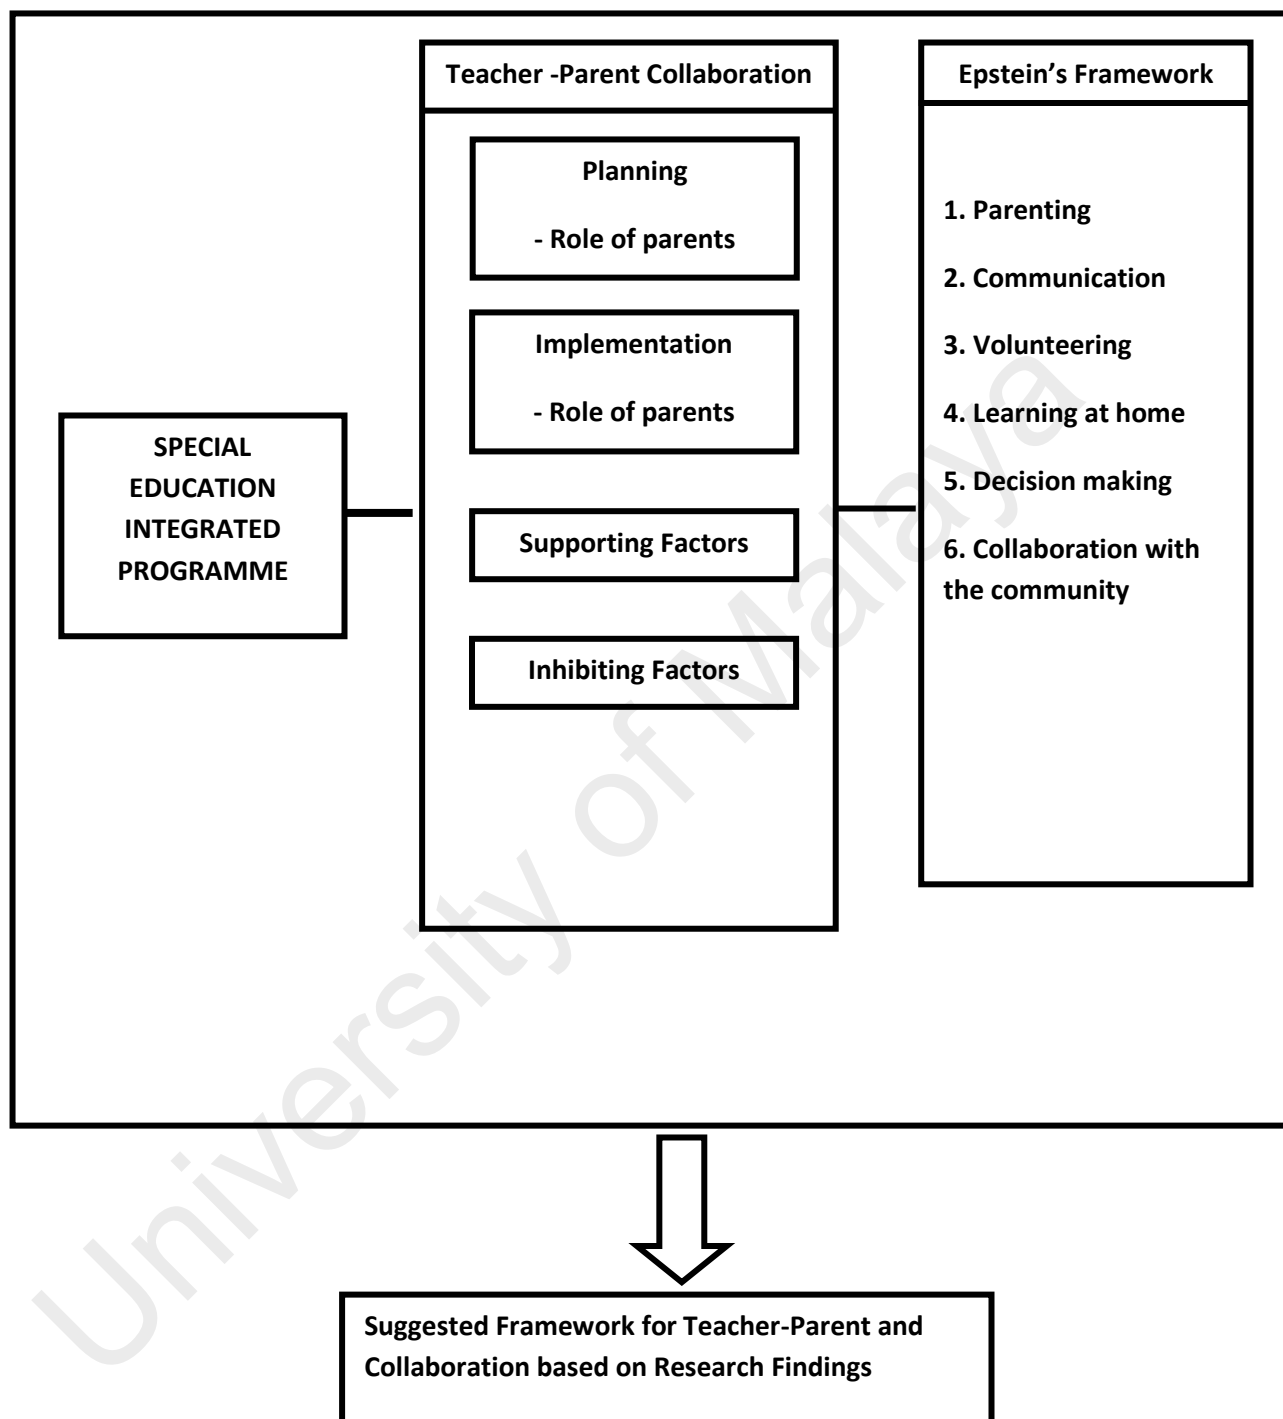 Teacher -Parent Collaboration
Planning
- Role of parents
Implementation
- Role of parents
Supporting Factors
Inhibiting Factors
Epstein’s Framework
1. Parenting
2. Communication
3. Volunteering
4. Learning at home
5. Decision making
6. Collaboration with
the community
SPECIAL
EDUCATION
INTEGRATED
PROGRAMME
Suggested Framework for Teacher-Parent and
Collaboration based on Research Findings
University of Malaya